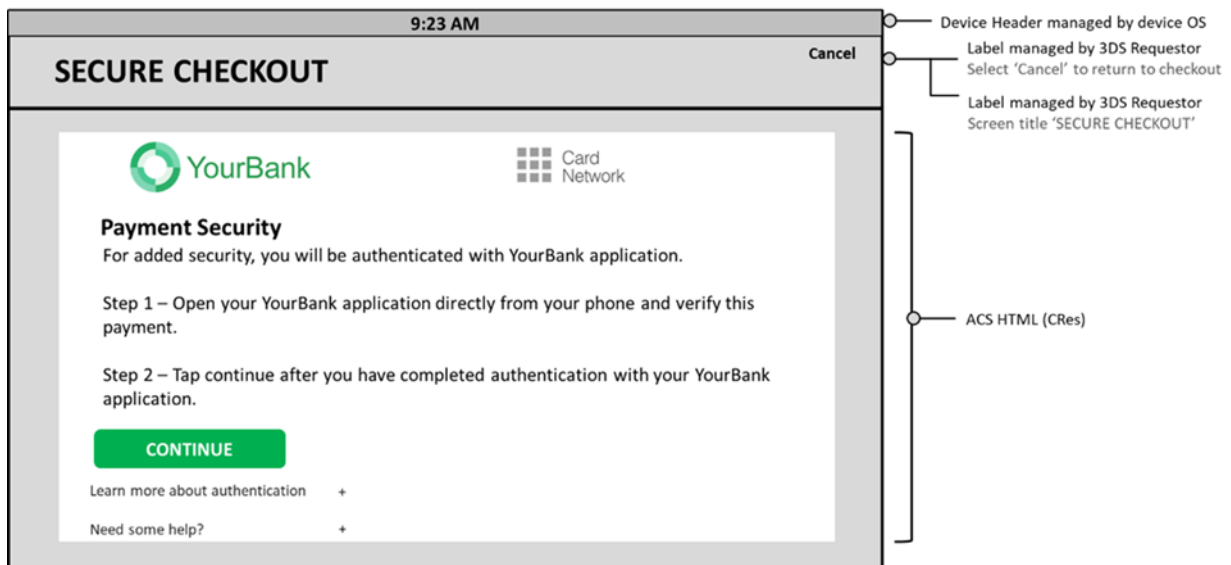 9:23 AM
SECURE CHECKOUT
Cancel
YourBank
Card
Network
Payment Security
For added security, you will be authenticated with YourBank application.
Step 1 – Open your YourBank application directly from your phone and verify this
payment.
Step 2 – Tap continue after you have completed authentication with your YourBank
application.
CONTINUE
Learn more about authentication +
Need some help? +
Device Header managed by device OS
Label managed by 3DS Requestor
Select ‘Cancel’ to return to checkout
Label managed by 3DS Requestor
Screen title ‘SECURE CHECKOUT’
ACS HTML (CRes)